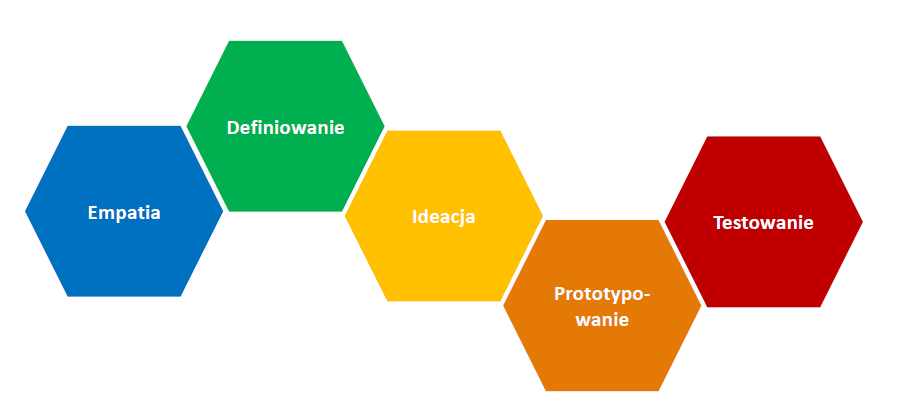 Empatia
Definiowanie
Ideacja
Prototypo-
wanie
Testowanie